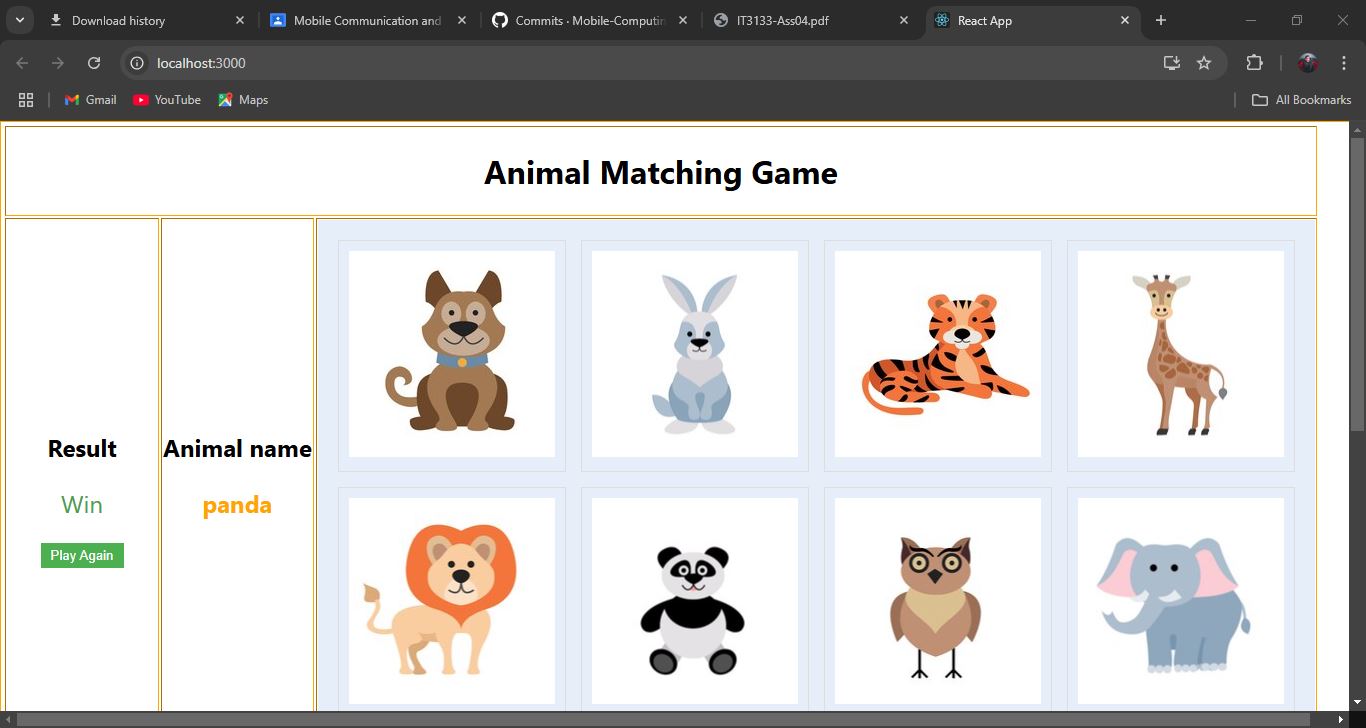 Download history
Mobile Communication and
Commits · Mobile-Computin
IT3133-Ass04.pdf
React App
localhost:3000
Gmail
YouTube
Maps
All Bookmarks
Animal Matching Game
Result
Win
Play Again
Animal name
panda